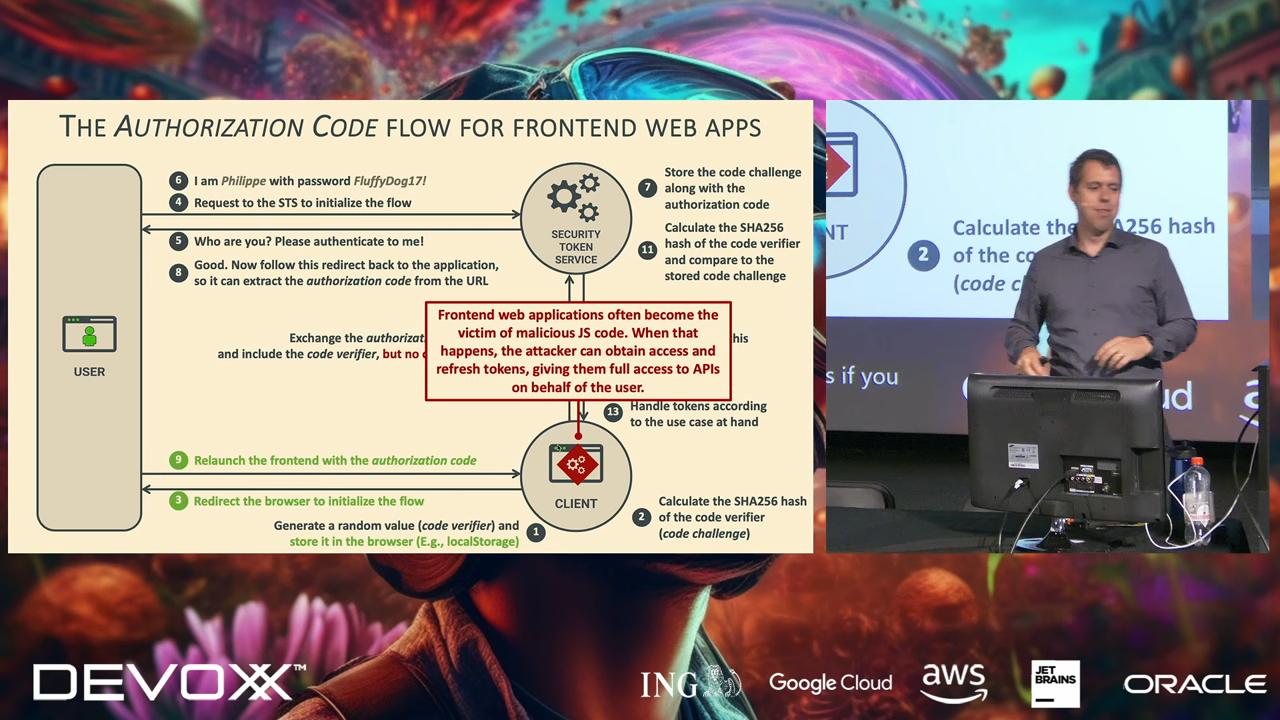 THE AUTHORIZATION CODE FLOW FOR FRONTEND WEB APPS
6 I am Philippe with password FluffyDog17!
4 Request to the STS to initialize the flow
5 Who are you? Please authenticate to me!
8 Good. Now follow this redirect back to the application,
so it can extract the authorization code from the URL
USER
SECURITY
TOKEN
SERVICE
7 Store the code challenge
along with the
authorization code
11 Calculate the SHA256
hash of the code verifier
and compare to the
stored code challenge
Exchange the
and include the code verifier, but no
Frontend web applications often become the
victim of malicious JS code. When that
happens, the attacker can obtain access and
refresh tokens, giving them full access to APIs
on behalf of the user.
13 Handle tokens according
to the use case at hand
9 Relaunch the frontend with the authorization code
3 Redirect the browser to initialize the flow
CLIENT
Generate a random value (code verifier) and 1
store it in the browser (E.g., localStorage)
2 Calculate the SHA256 hash
of the code verifier
(code challenge)
NT
2 Calculate the SHA256 hash
of the co
(code c
s if you
ud
a
DEVOXX™
ING
Google Cloud
aws
JET
BRAINS
ORACLE